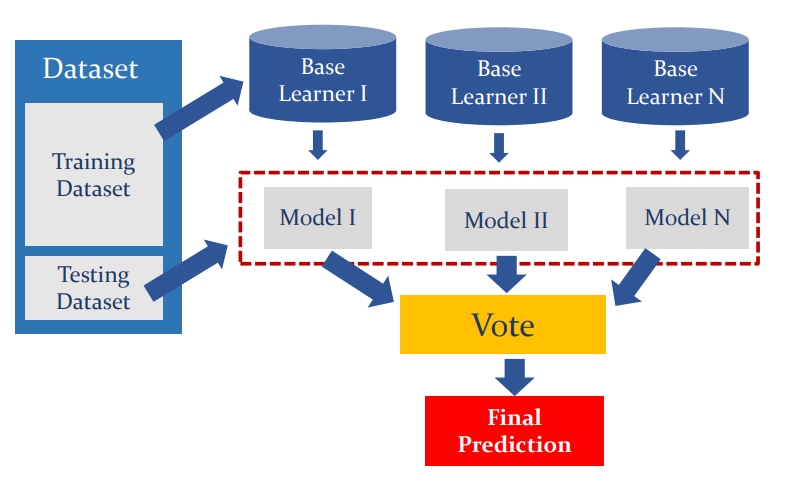 Dataset
Training
Dataset
Testing
Dataset
Base
Learner I
Base
Learner II
Base
Learner N
Model I
Model II
Model N
Vote
Final
Prediction